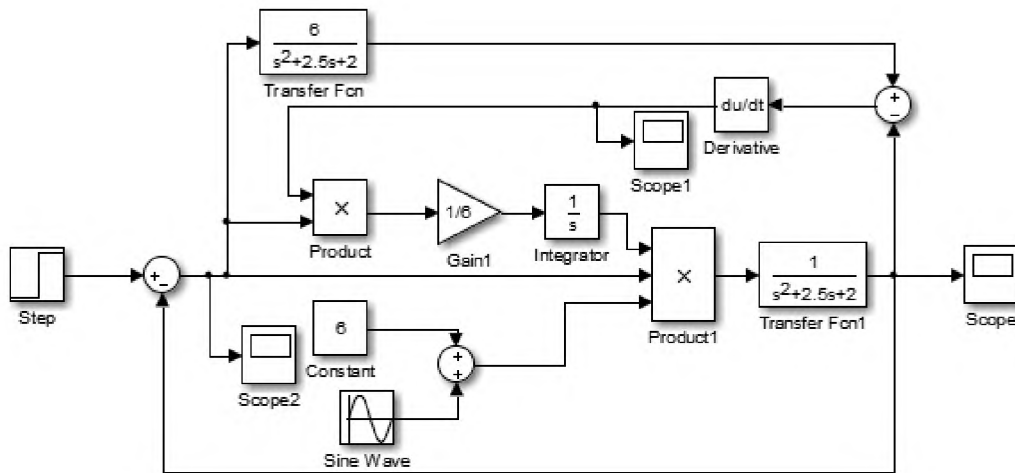 6
s²+2.5s+2
Transfer Fcn
+
−
du/dt
Derivative
Scope1
×
Product
1/6
Gain1
1
s
Integrator
×
Product1
1
s²+2.5s+2
Transfer Fcn1
Scope
Step
+
−
Scope2
6
Constant
+
+
Sine Wave